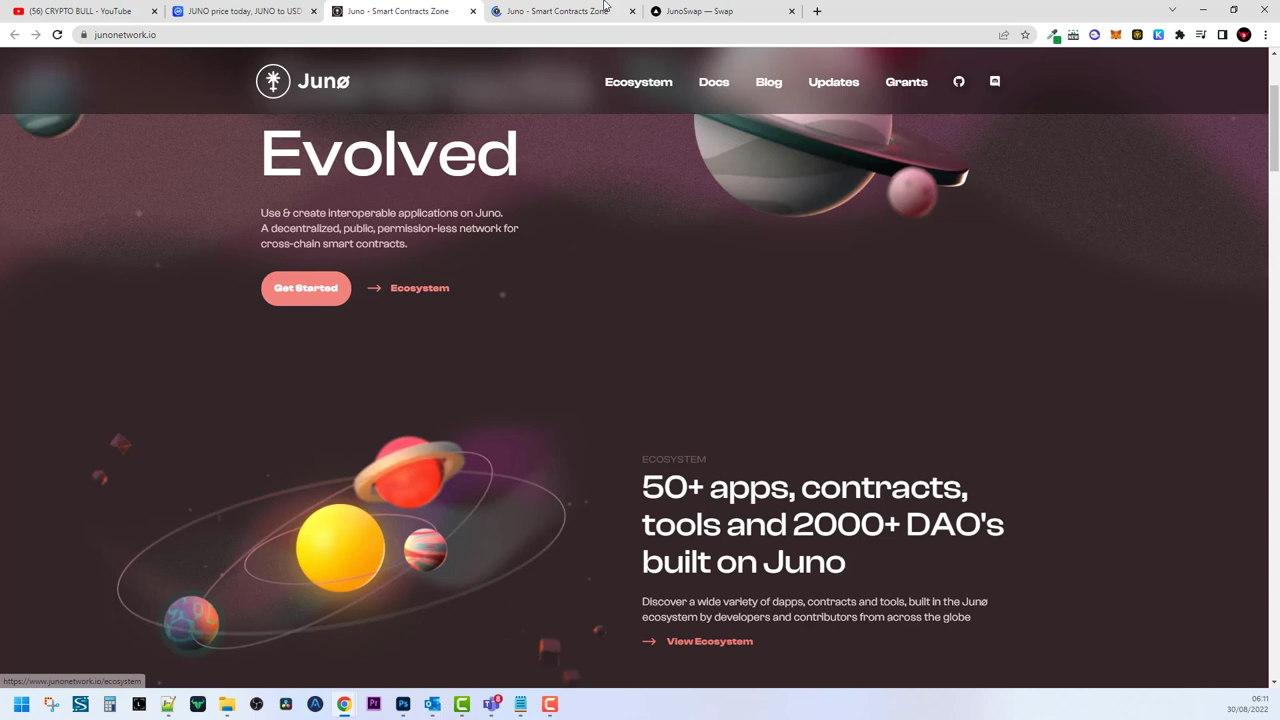 (56) CRYPTO BULL - YouTube
JUNO price today, JUNO to USD
Juno - Smart Contracts Zone
Juno - Smart Contracts Zone
JunoSwap — Swap
junonetwork.io
Junø
Ecosystem
Docs
Blog
Updates
Grants
Evolved
Use & create interoperable applications on Juno.
A decentralized, public, permission-less network for
cross-chain smart contracts.
Get Started
Ecosystem
ECOSYSTEM
50+ apps, contracts,
tools and 2000+ DAO's
built on Juno
Discover a wide variety of dapps, contracts and tools, built in the Junø
ecosystem by developers and contributors from across the globe
View Ecosystem
https://www.junonetwork.io/ecosystem
06:11
30/08/2022